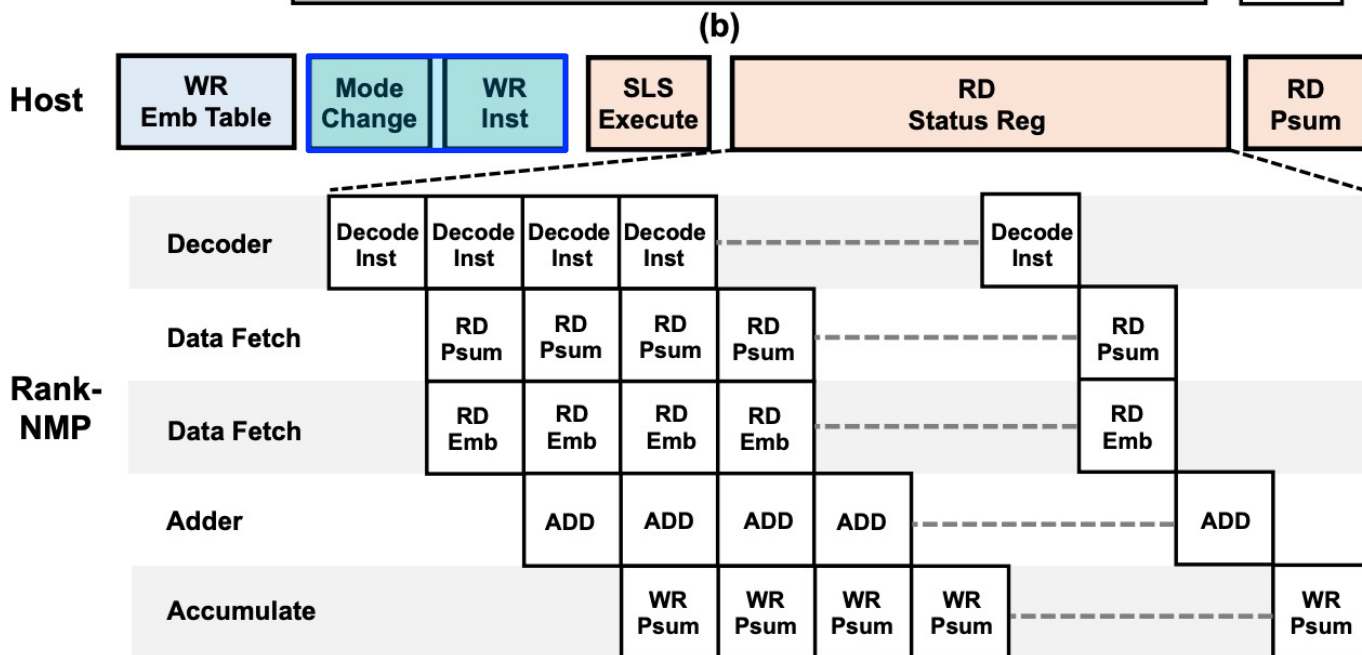 (b)
Host
WR
Emb Table
Mode
Change
WR
Inst
SLS
Execute
RD
Status Reg
RD
Psum
Rank-
NMP
Decoder
Decode
Inst
Decode
Inst
Decode
Inst
Decode
Inst
Decode
Inst
Data Fetch
RD
Psum
RD
Psum
RD
Psum
RD
Psum
RD
Psum
Data Fetch
RD
Emb
RD
Emb
RD
Emb
RD
Emb
RD
Emb
Adder
ADD
ADD
ADD
ADD
ADD
Accumulate
WR
Psum
WR
Psum
WR
Psum
WR
Psum
WR
Psum